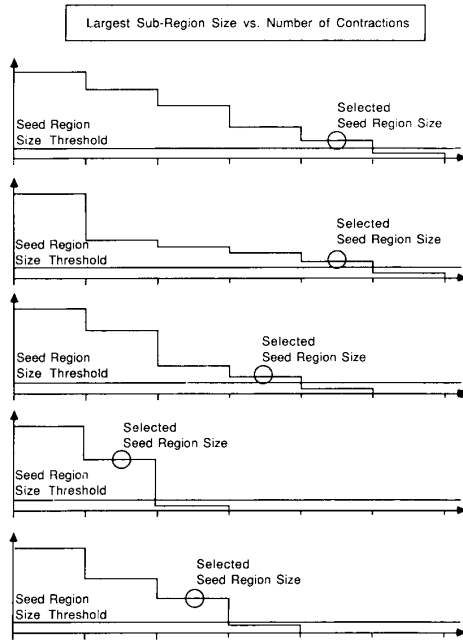 Largest Sub-Region Size vs. Number of Contractions
Selected
Seed Region Size
Seed Region
Size Threshold
Selected
Seed Region Size
Seed Region
Size Threshold
Selected
Seed Region Size
Seed Region
Size Threshold
Selected
Seed Region Size
Seed Region
Size Threshold
Selected
Seed Region Size
Seed Region
Size Threshold